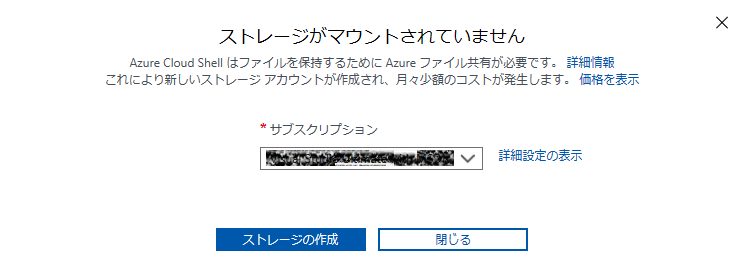 ストレージがマウントされていません
Azure Cloud Shell はファイルを保持するために Azure ファイル共有が必要です。 詳細情報
これにより新しいストレージ アカウントが作成され、月々少額のコストが発生します。 価格を表示
* サブスクリプション
詳細設定の表示
ストレージの作成 閉じる